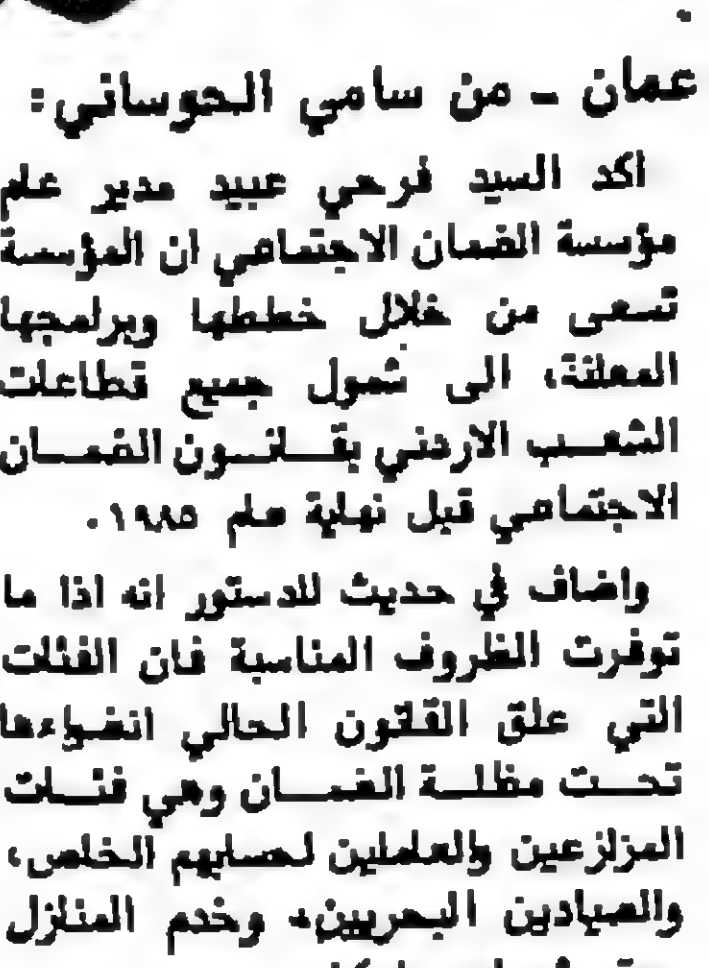 عمان ـ من سامي الحوساني:
اكد السيد فرحي عبيد مدير عام
مؤسسة الضمان الاجتماعي ان المؤسسة
تسعى من خلال خططها وبرامجها
المعلنة، الى شمول جميع قطاعات
الشعب الاردني بقانون الضمان
الاجتماعي قبل نهاية عام ١٩٨٥.
واضاف في حديث للدستور انه اذا ما
توفرت الظروف المناسبة فان الفئات
التي علق القانون الحالي انضواءها
تحت مظلة الضمان وهي فئات
المزارعين والعاملين لحسابهم الخاص،
والصيادين البحريين، وخدم المنازل